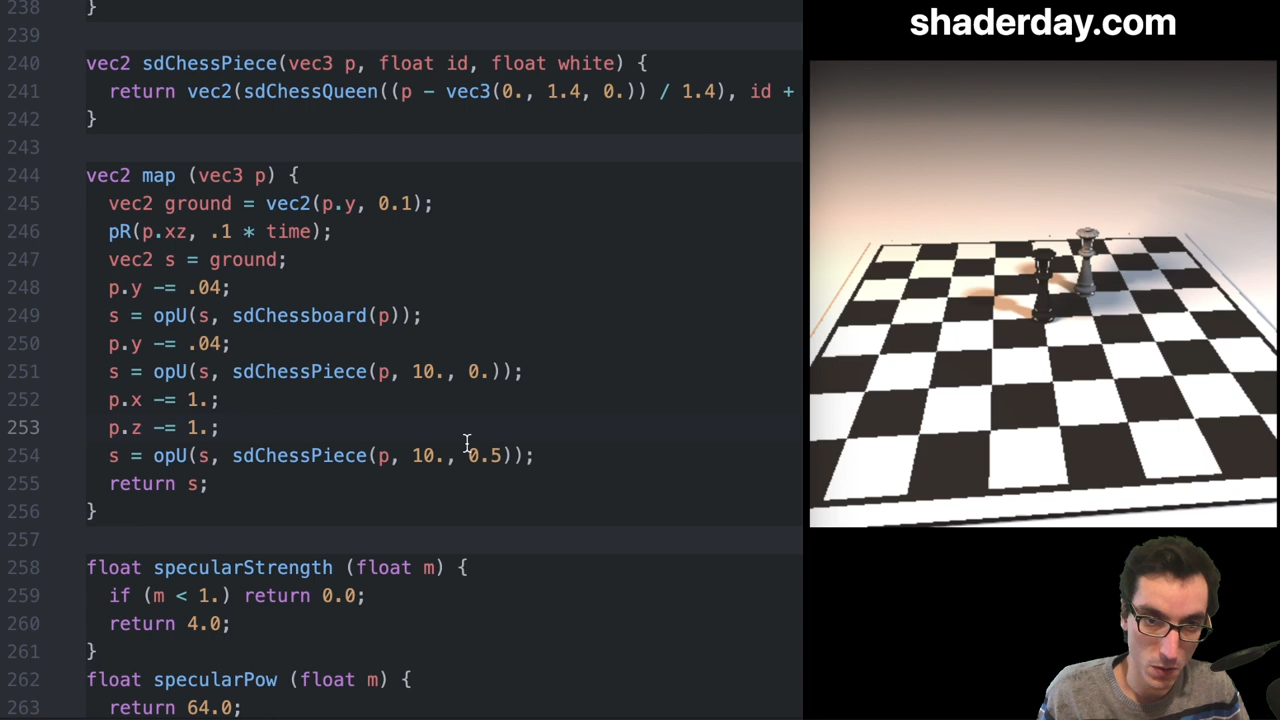 shaderday.com
238 }
239
240 vec2 sdChessPiece(vec3 p, float id, float white) {
241 return vec2(sdChessQueen((p - vec3(0., 1.4, 0.)) / 1.4), id +
242 }
243
244 vec2 map (vec3 p) {
245 vec2 ground = vec2(p.y, 0.1);
246 pR(p.xz, .1 * time);
247 vec2 s = ground;
248 p.y -= .04;
249 s = opU(s, sdChessboard(p));
250 p.y -= .04;
251 s = opU(s, sdChessPiece(p, 10., 0.));
252 p.x -= 1.;
253 p.z -= 1.;
254 s = opU(s, sdChessPiece(p, 10., 0.5));
255 return s;
256 }
257
258 float specularStrength (float m) {
259 if (m < 1.) return 0.0;
260 return 4.0;
261 }
262 float specularPow (float m) {
263 return 64.0;